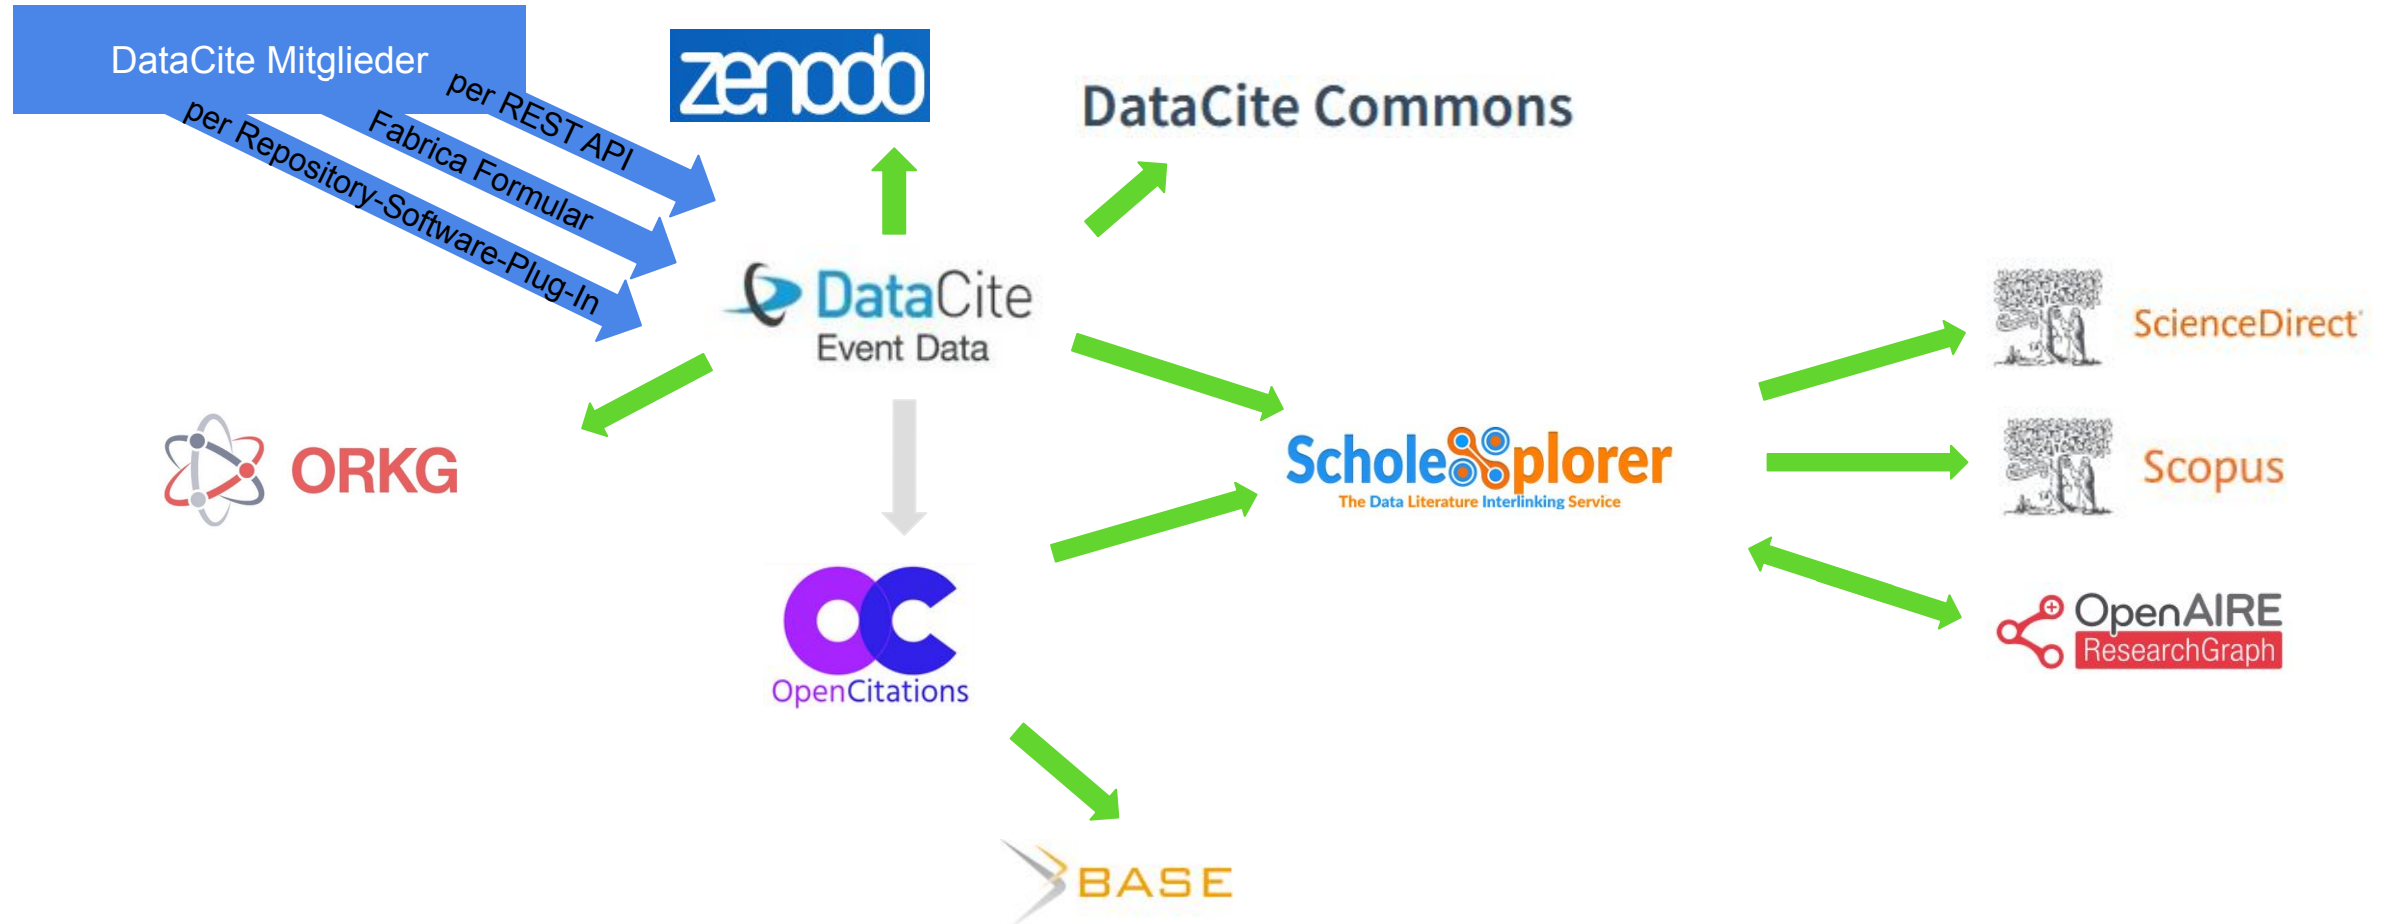 DataCite Mitglieder
per REST API
Fabrica Formular
per Repository-Software-Plug-In
zenodo
DataCite Commons
DataCite
Event Data
ScienceDirect
ORKG
ScholeXplorer
The Data Literature Interlinking Service
Scopus
OpenAIRE
ResearchGraph
OC
OpenCitations
BASE